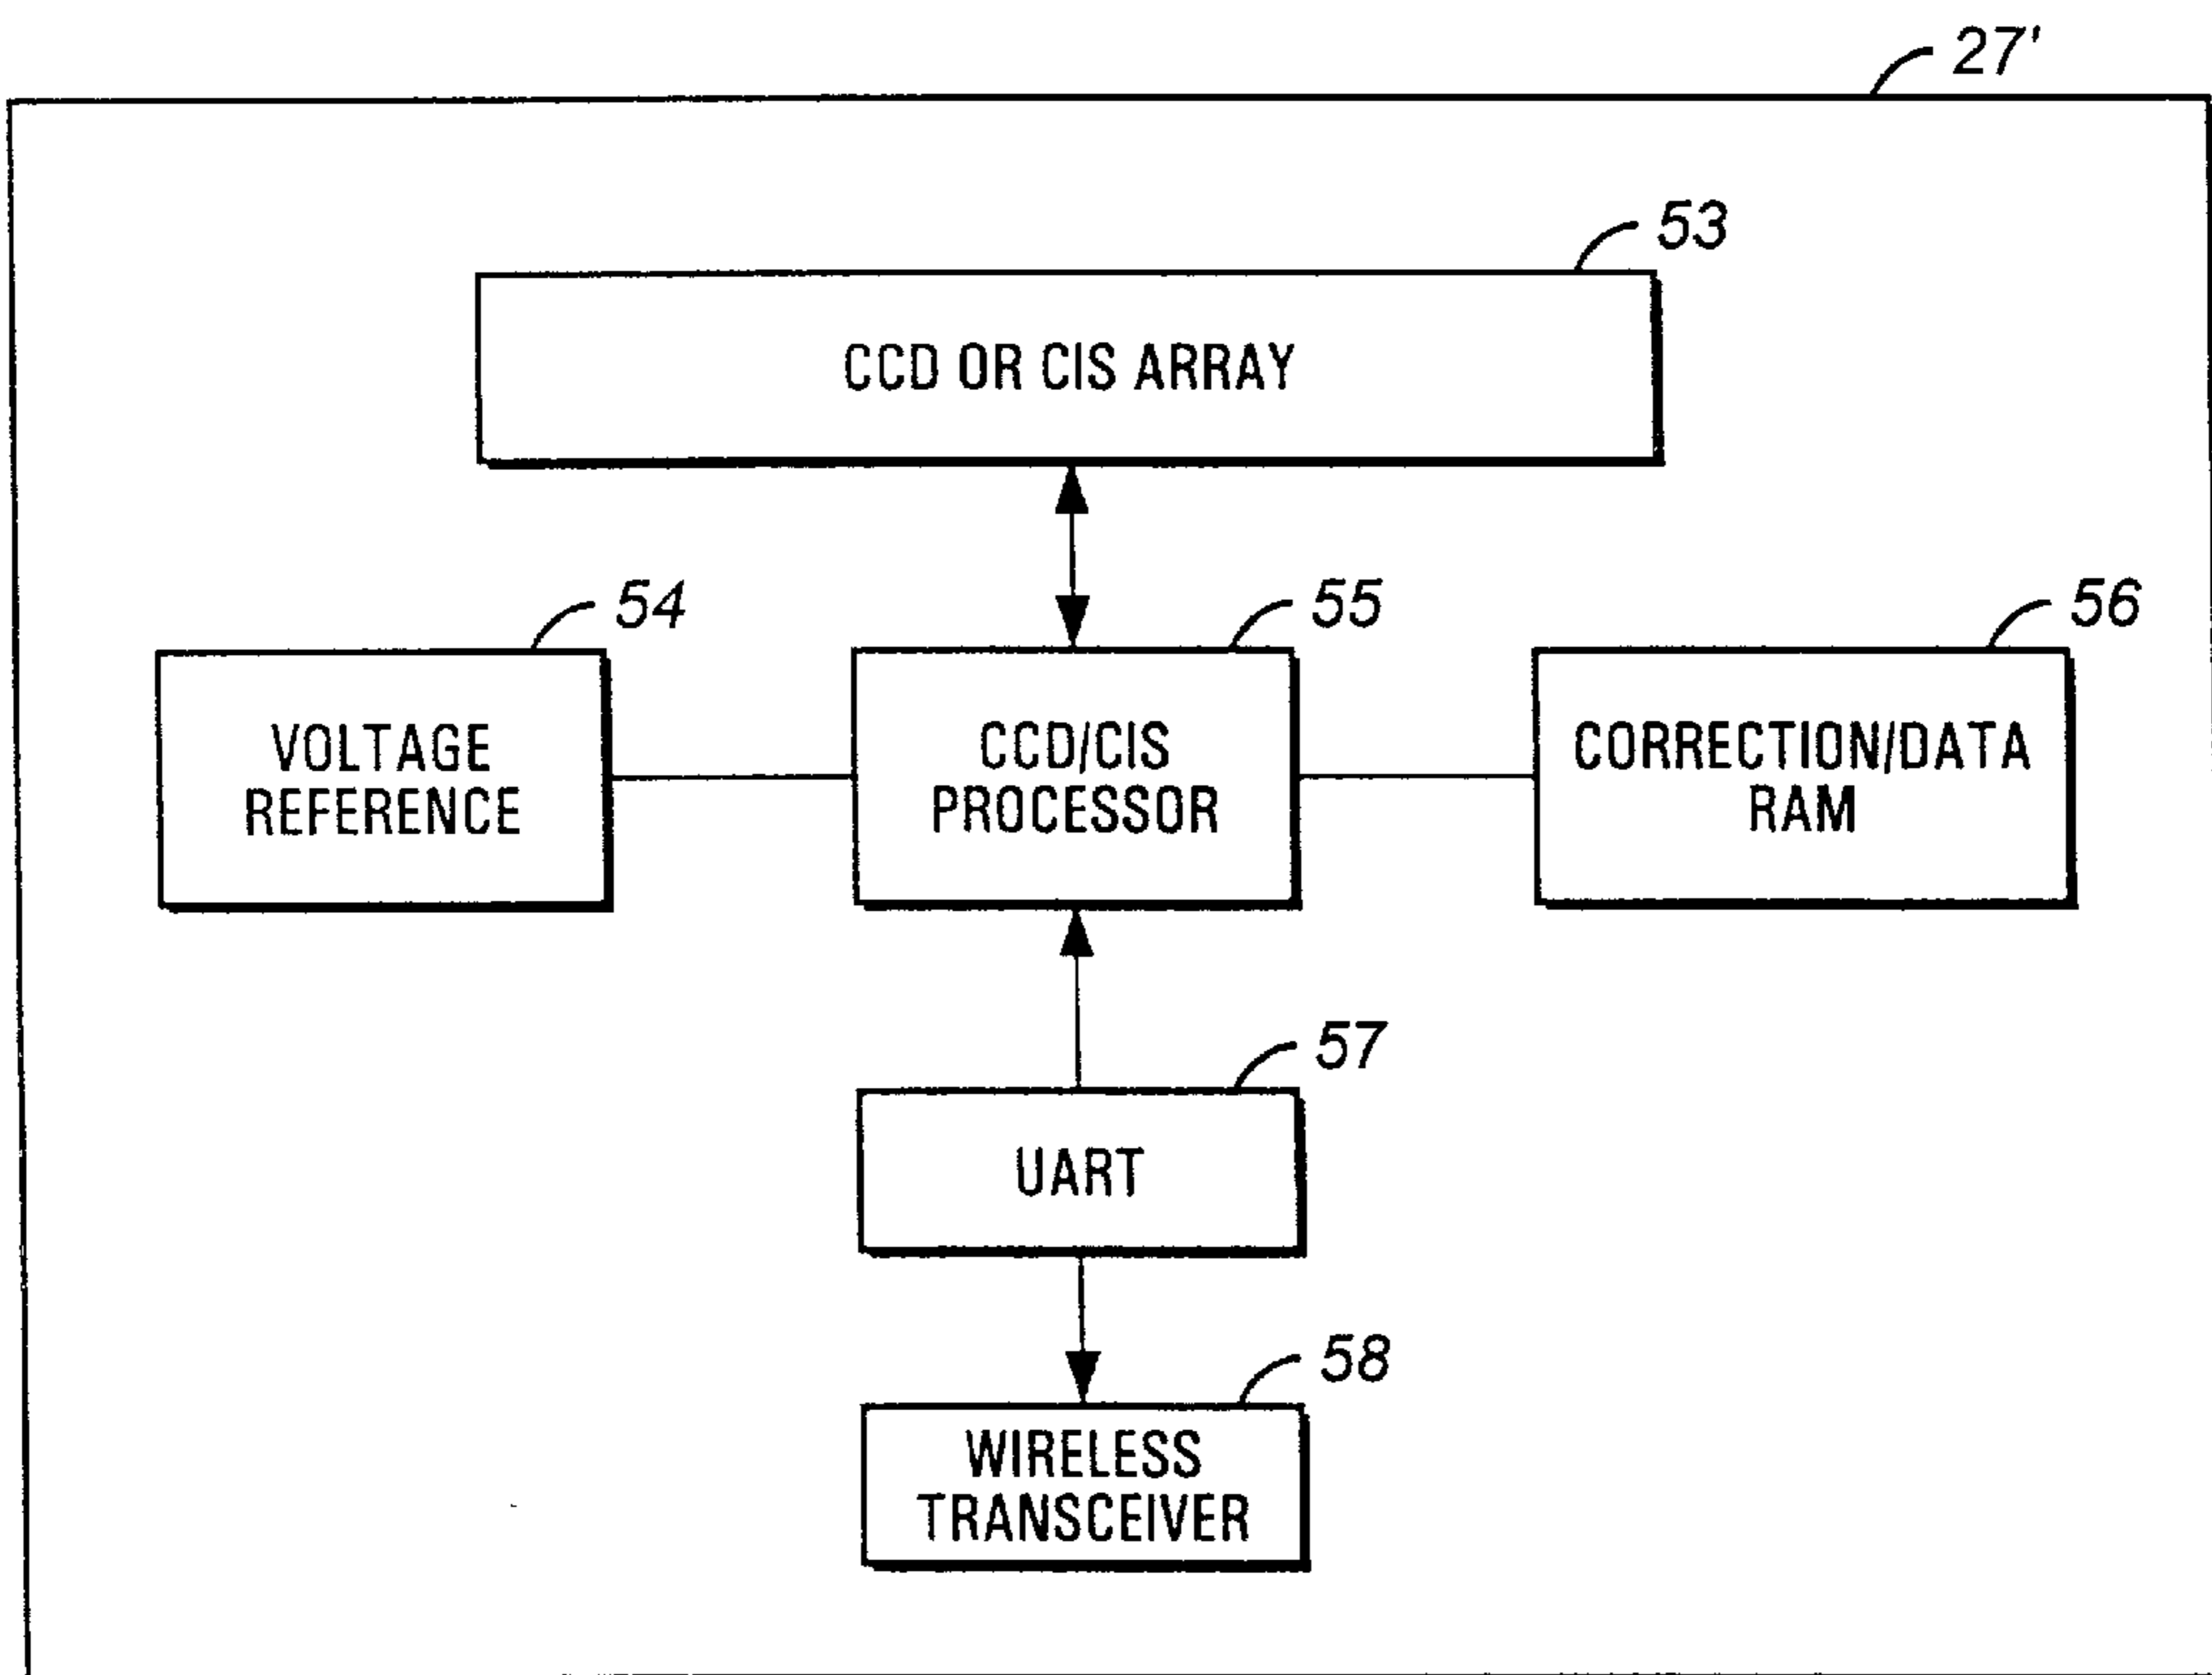 27'
53
CCD OR CIS ARRAY
54
55
56
VOLTAGE
REFERENCE
CCD/CIS
PROCESSOR
CORRECTION/DATA
RAM
57
UART
58
WIRELESS
TRANSCEIVER